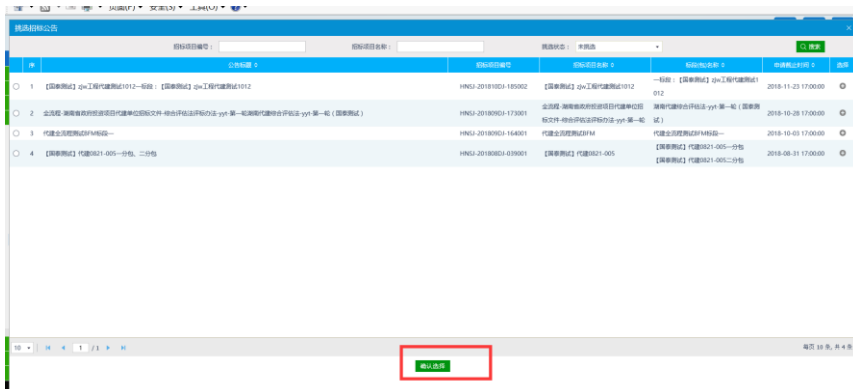 页面(P) 安全(S) 工具(O)
挑选招标公告
招标项目编号： 招标项目名称： 挑选状态： 未挑选 搜索
序 公告标题 招标项目编号 招标项目名称 标段(包)名称 申请截止时间 选择
1 【国泰测试】zjw工程代建测试1012一标段：【国泰测试】zjw工程代建测试1012 HNSJ-201810DJ-185002 【国泰测试】zjw工程代建测试1012 一标段：【国泰测试】zjw工程代建测试1
012 2018-11-23 17:00:00
2 全流程-湖南省政府投资项目代建单位招标文件-综合评估法评标办法-yyt-第一轮湖南代建综合评估法-yyt-第一轮（国泰测试） HNSJ-201809DJ-173001 全流程-湖南省政府投资项目代建单位招
标文件-综合评估法评标办法-yyt-第一轮 湖南代建综合评估法-yyt-第一轮（国泰测
试） 2018-10-28 17:00:00
3 代建全流程测试BFM标段一 HNSJ-201809DJ-164001 代建全流程测试BFM 代建全流程测试BFM标段一 2018-10-03 17:00:00
4 【国泰测试】代建0821-005一分包、二分包 HNSJ-201808DJ-039001 【国泰测试】代建0821-005 【国泰测试】代建0821-005一分包
【国泰测试】代建0821-005二分包 2018-08-31 17:00:00
10 1 /1 每页 10 条, 共 4 条
确认选择